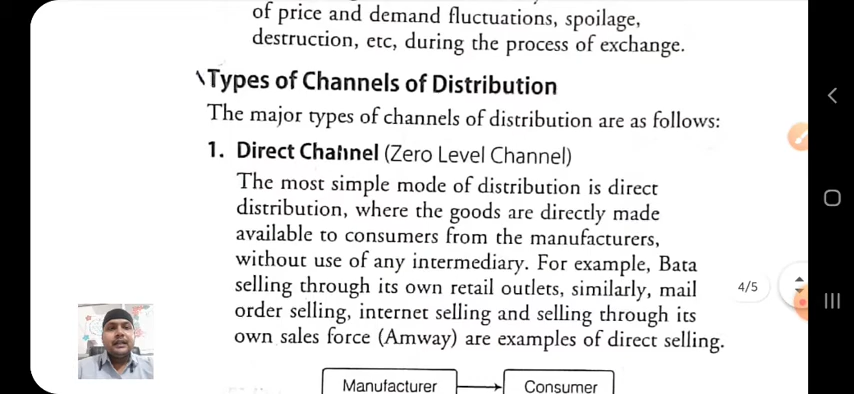 of price and demand fluctuations, spoilage,
destruction, etc, during the process of exchange.
Types of Channels of Distribution
The major types of channels of distribution are as follows:
1. Direct Channel (Zero Level Channel)
The most simple mode of distribution is direct
distribution, where the goods are directly made
available to consumers from the manufacturers,
without use of any intermediary. For example, Bata
selling through its own retail outlets, similarly, mail
order selling, internet selling and selling through its
own sales force (Amway) are examples of direct selling.
4/5
Manufacturer Consumer